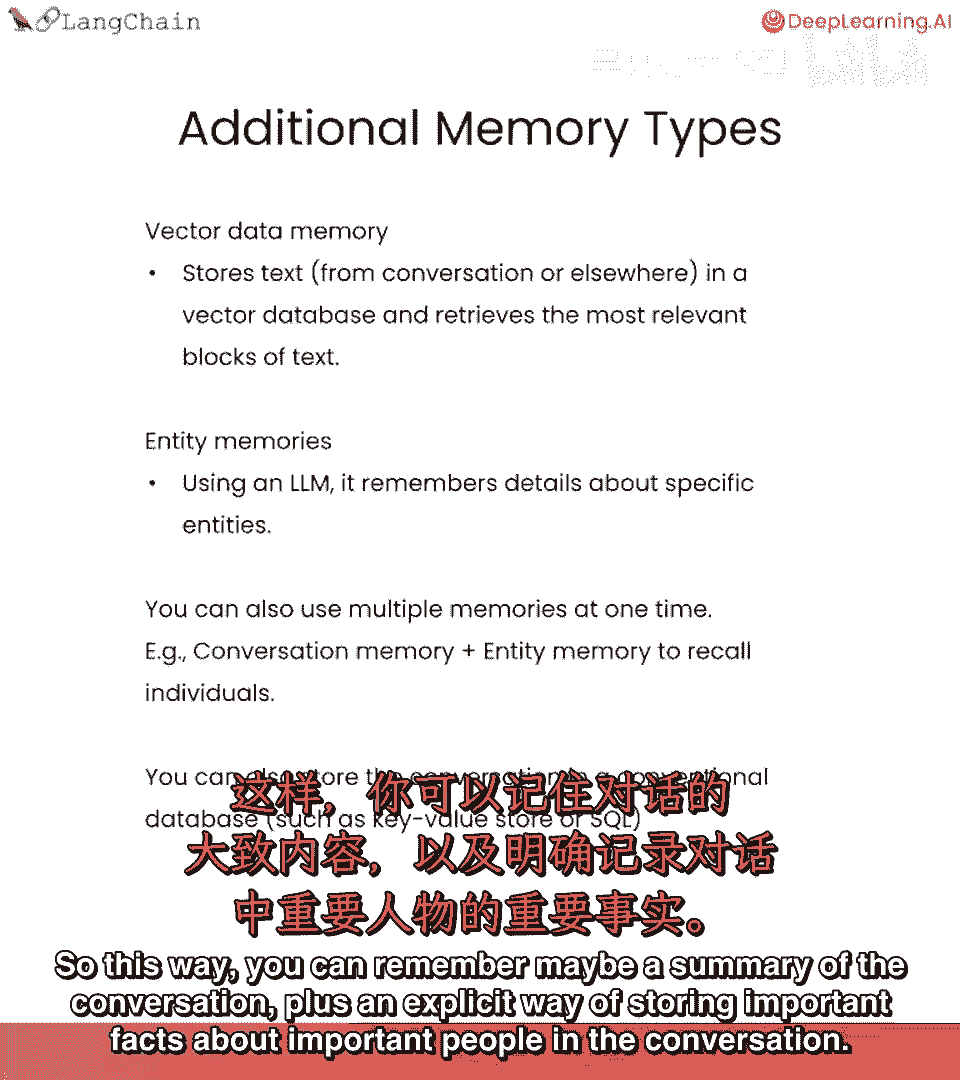 LangChain
DeepLearning.AI
Additional Memory Types
Vector data memory
• Stores text (from conversation or elsewhere) in a
vector database and retrieves the most relevant
blocks of text.
Entity memories
• Using an LLM, it remembers details about specific
entities.
You can also use multiple memories at one time.
E.g., Conversation memory + Entity memory to recall
individuals.
You can also store the conversation in a conventional
database (such as key-value store or SQL)
这样，你可以记住对话的
大致内容，以及明确记录对话
中重要人物的重要事实。
So this way, you can remember maybe a summary of the
conversation, plus an explicit way of storing important
facts about important people in the conversation.